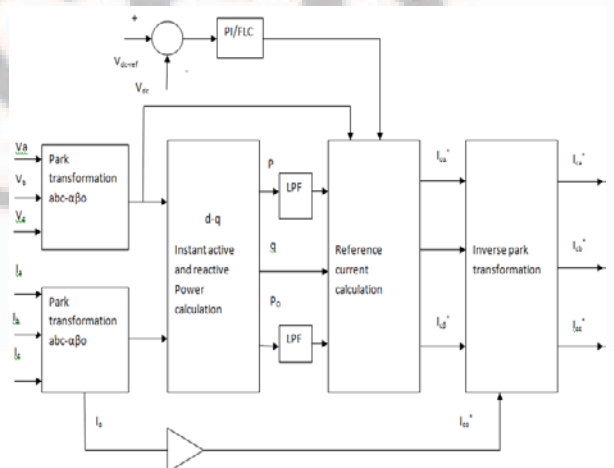 +
PI/FLC
Vdc-ref
Vdc
Va
Vb
Vc
Park
transformation
abc-αβo
Ia
Ib
Ic
Park
transformation
abc-αβo
d-q
Instant active
and reactive
Power
calculation
P
LPF
q
P0
LPF
Reference
current
calculation
Icα*
Icβ*
Inverse park
transformation
Ica*
Icb*
Icc*
Io
Ico*